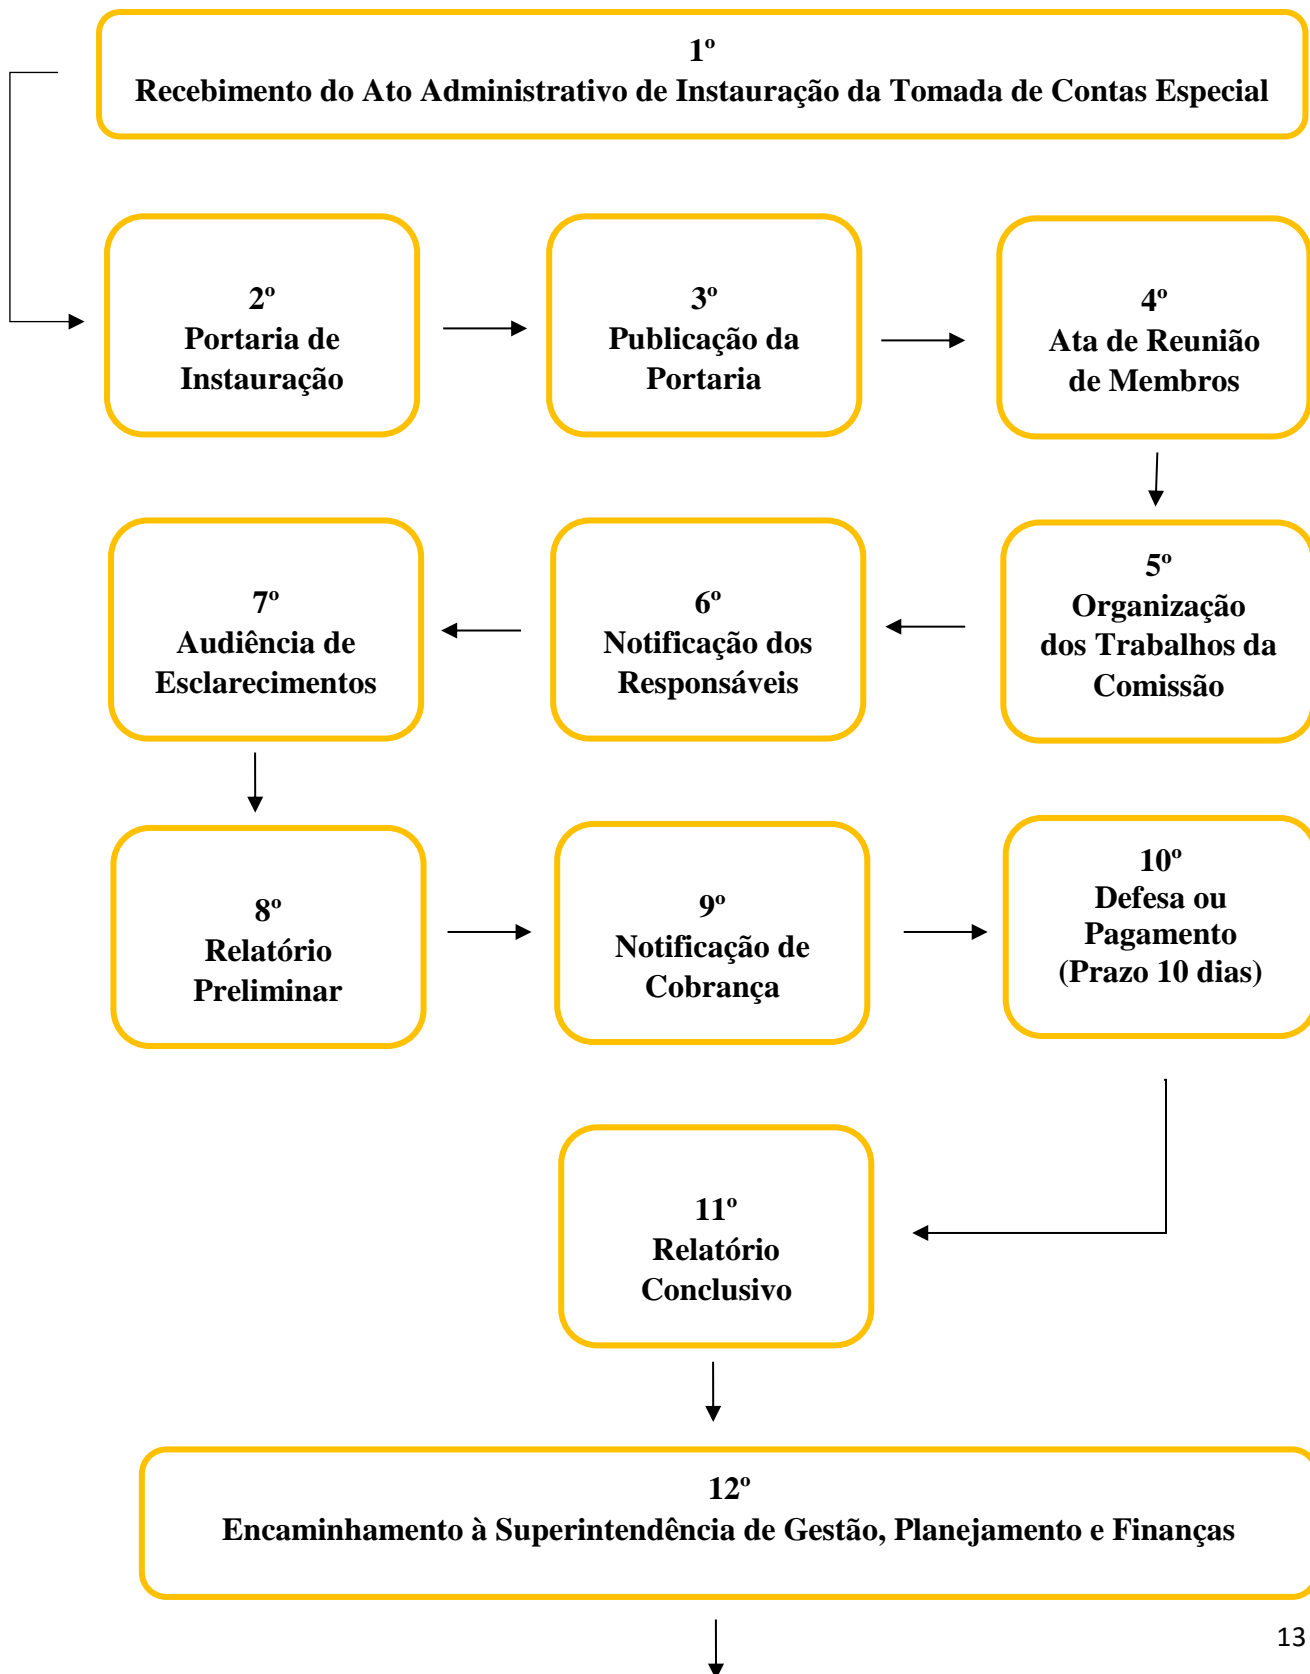 1º
Recebimento do Ato Administrativo de Instauração da Tomada de Contas Especial
2º
Portaria de
Instauração
3º
Publicação da
Portaria
4º
Ata de Reunião
de Membros
5º
Organização
dos Trabalhos da
Comissão
6º
Notificação dos
Responsáveis
7º
Audiência de
Esclarecimentos
8º
Relatório
Preliminar
9º
Notificação de
Cobrança
10º
Defesa ou
Pagamento
(Prazo 10 dias)
11º
Relatório
Conclusivo
12º
Encaminhamento à Superintendência de Gestão, Planejamento e Finanças
13